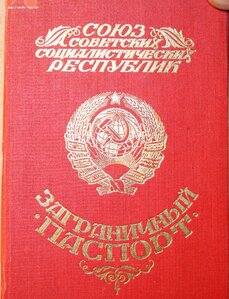 СОЮЗ
СОВЕТСКИХ
СОЦИАЛИСТИЧЕСКИХ
РЕСПУБЛИК
ЗАГРАНИЧНЫЙ
ПАСПОРТ